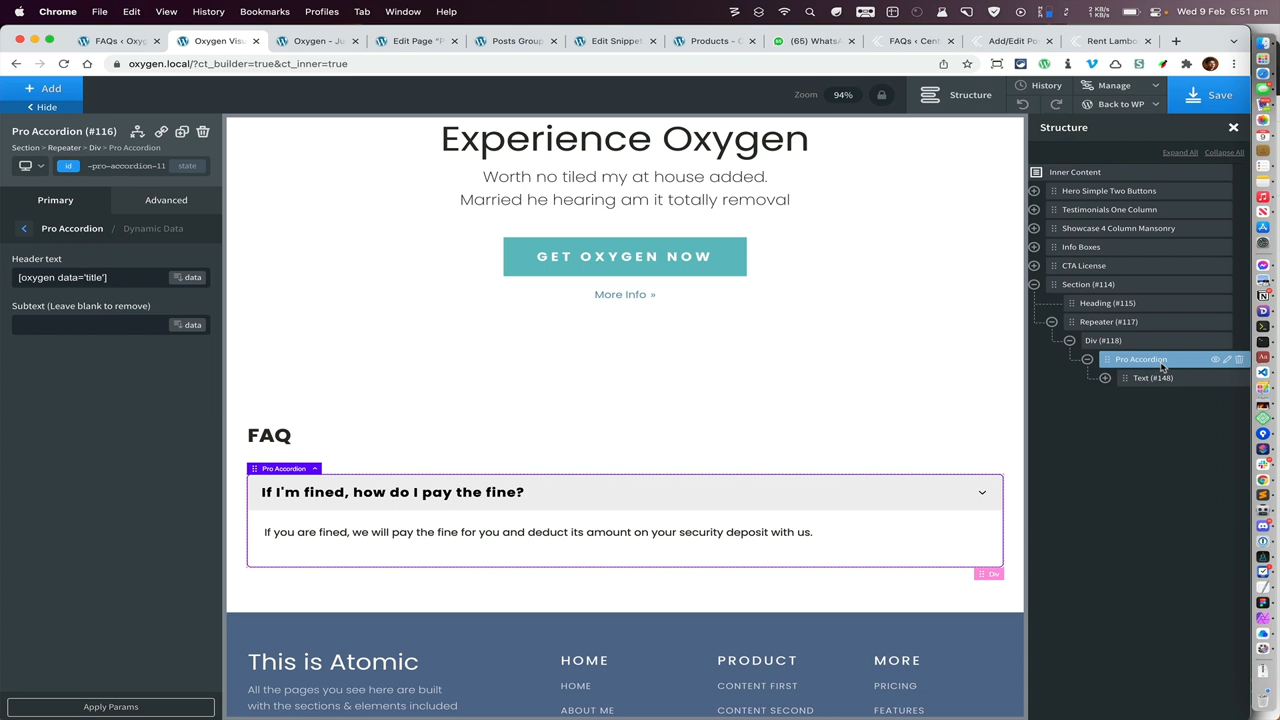 Chrome File Edit View History Bookmarks Profiles Tab Window Help
2 KB/s
Wed 9 Feb 6:51 pm
FAQs ‹ Oxyg
Oxygen Visu
Oxygen – Ju
Edit Page "P
Posts Group
Edit Snippet
Products – C
(65) WhatsA
FAQs ‹ Cent
Add/Edit Po
Rent Lambo
oxygen.local/?ct_builder=true&ct_inner=true
Add
Hide
Zoom 94%
Structure
History
Manage
Back to WP
Save
Pro Accordion (#116)
Section > Repeater > Div > Pro Accordion
id -pro-accordion-11 state
Primary Advanced
Pro Accordion / Dynamic Data
Header text
[oxygen data='title'] data
Subtext (Leave blank to remove)
data
Apply Params
Experience Oxygen
Worth no tiled my at house added.
Married he hearing am it totally removal
GET OXYGEN NOW
More Info »
FAQ
Pro Accordion
If I'm fined, how do I pay the fine?
If you are fined, we will pay the fine for you and deduct its amount on your security deposit with us.
Div
This is Atomic
All the pages you see here are built
with the sections & elements included
HOME
HOME
ABOUT ME
PRODUCT
CONTENT FIRST
CONTENT SECOND
MORE
PRICING
FEATURES
Structure
Expand All Collapse All
Inner Content
Hero Simple Two Buttons
Testimonials One Column
Showcase 4 Column Mansonry
Info Boxes
CTA License
Section (#114)
Heading (#115)
Repeater (#117)
Div (#118)
Pro Accordion
Text (#148)